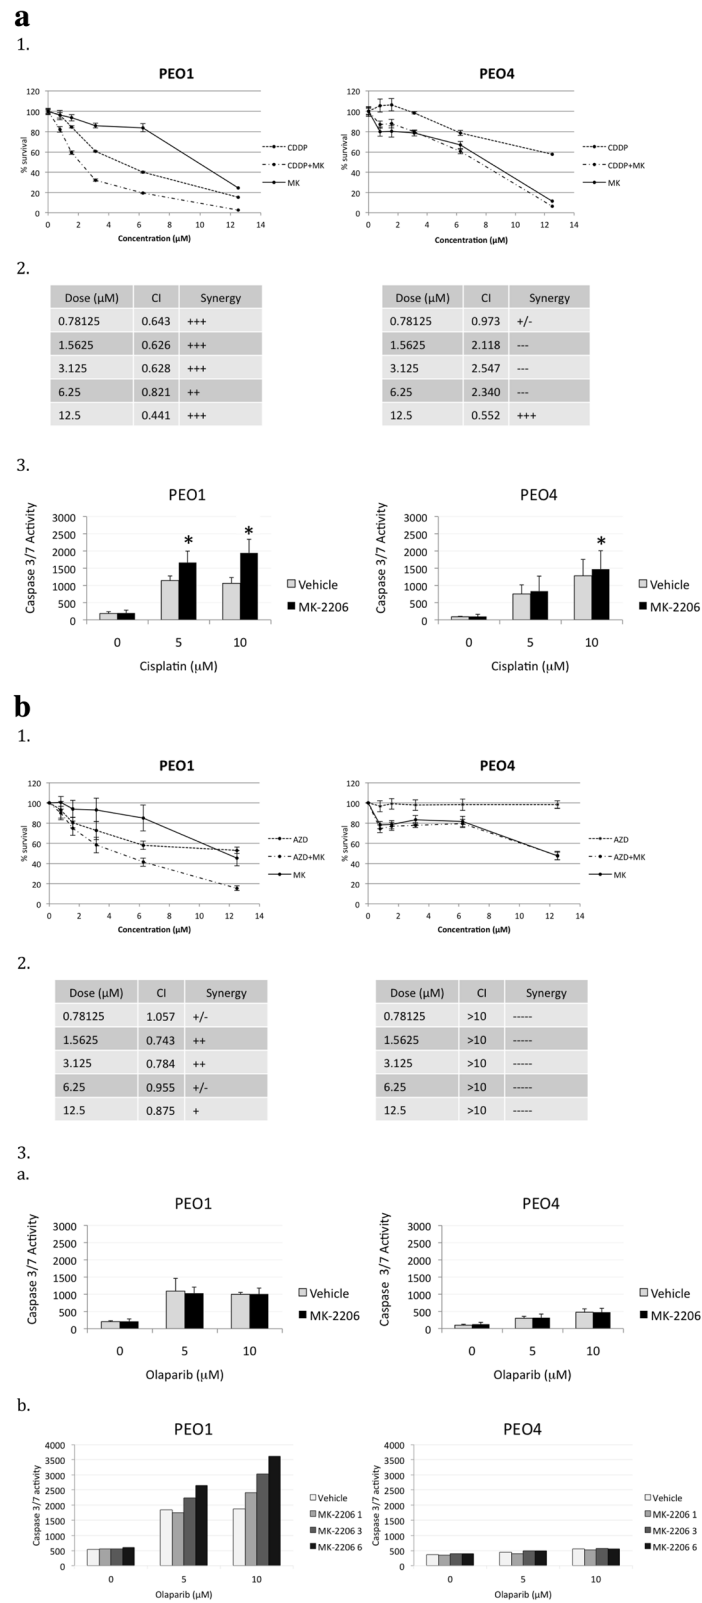 a
1.
PEO1
PEO4
120
100
80
60
40
20
0
% survival
0 2 4 6 8 10 12 14
Concentration (µM)
CDDP
CDDP+MK
MK
120
100
80
60
40
20
0
% survival
0 2 4 6 8 10 12 14
Concentration (µM)
CDDP
CDDP+MK
MK
2.
Dose (µM) CI Synergy
0.78125 0.643 +++
1.5625 0.626 +++
3.125 0.628 +++
6.25 0.821 ++
12.5 0.441 +++
Dose (µM) CI Synergy
0.78125 0.973 +/-
1.5625 2.118 ---
3.125 2.547 ---
6.25 2.340 ---
12.5 0.552 +++
3.
PEO1
Caspase 3/7 Activity
3000
2500
2000
1500
1000
500
0
* *
0 5 10
Cisplatin (µM)
Vehicle
MK-2206
PEO4
Caspase 3/7 Activity
3000
2500
2000
1500
1000
500
0
*
0 5 10
Cisplatin (µM)
Vehicle
MK-2206
b
1.
PEO1
120
100
80
60
40
20
0
% survival
0 2 4 6 8 10 12 14
Concentration (µM)
AZD
AZD+MK
MK
PEO4
120
100
80
60
40
20
0
% survival
0 2 4 6 8 10 12 14
Concentration (µM)
AZD
AZD+MK
MK
2.
Dose (µM) CI Synergy
0.78125 1.057 +/-
1.5625 0.743 ++
3.125 0.784 ++
6.25 0.955 +/-
12.5 0.875 +
Dose (µM) CI Synergy
0.78125 >10 -----
1.5625 >10 -----
3.125 >10 -----
6.25 >10 -----
12.5 >10 -----
3.
a.
PEO1
Caspase 3/7 Activity
3000
2500
2000
1500
1000
500
0
0 5 10
Olaparib (µM)
Vehicle
MK-2206
PEO4
Caspase 3/7 Activity
3000
2500
2000
1500
1000
500
0
0 5 10
Olaparib (µM)
Vehicle
MK-2206
b.
PEO1
Caspase 3/7 activity
4000
3500
3000
2500
2000
1500
1000
500
0
0 5 10
Olaparib (µM)
Vehicle
MK-2206 1
MK-2206 3
MK-2206 6
PEO4
Caspase 3/7 activity
4000
3500
3000
2500
2000
1500
1000
500
0
0 5 10
Olaparib (µM)
Vehicle
MK-2206 1
MK-2206 3
MK-2206 6